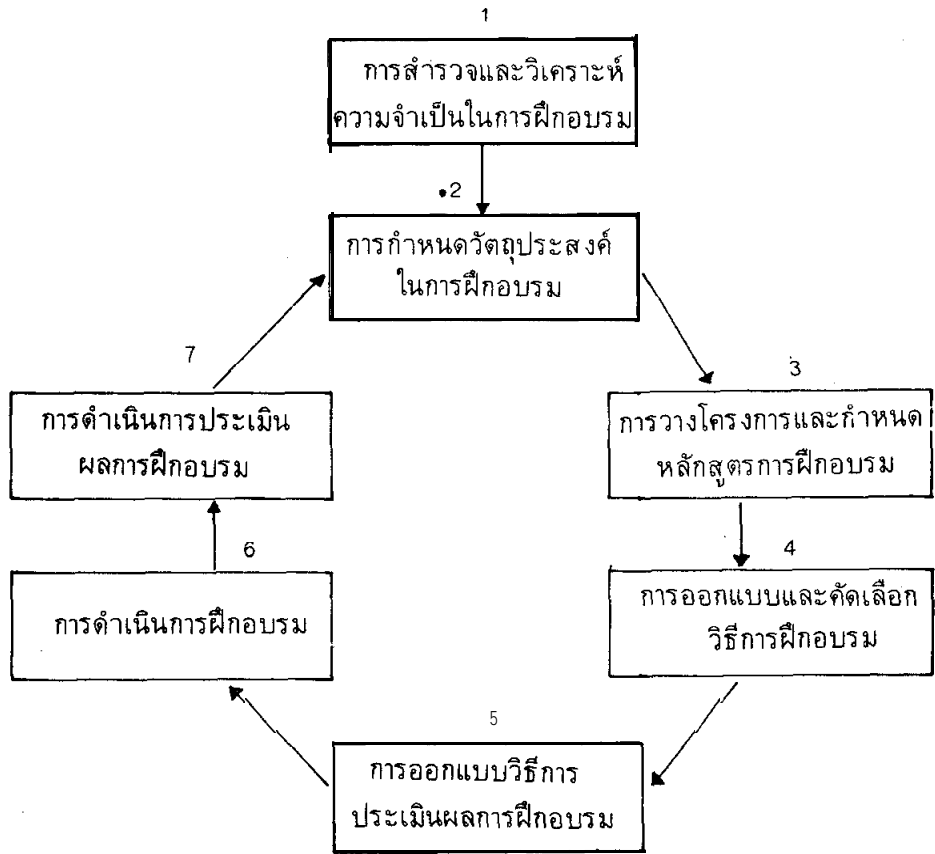 1
การสำรวจและวิเคราะห์
ความจำเป็นในการฝึกอบรม
2
การกำหนดวัตถุประสงค์
ในการฝึกอบรม
3
การวางโครงการและกำหนด
หลักสูตรการฝึกอบรม
4
การออกแบบและคัดเลือก
วิธีการฝึกอบรม
5
การออกแบบวิธีการ
ประเมินผลการฝึกอบรม
6
การดำเนินการฝึกอบรม
7
การดำเนินการประเมิน
ผลการฝึกอบรม